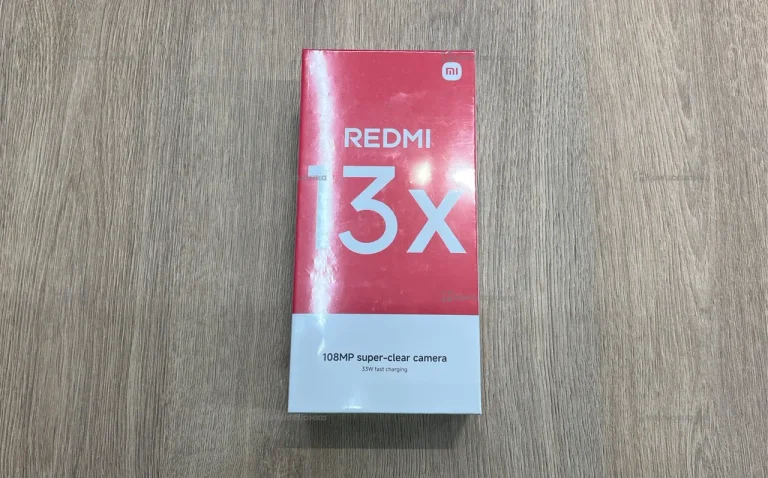 mi
REDMI
13x
108MP super-clear camera
33W fast charging